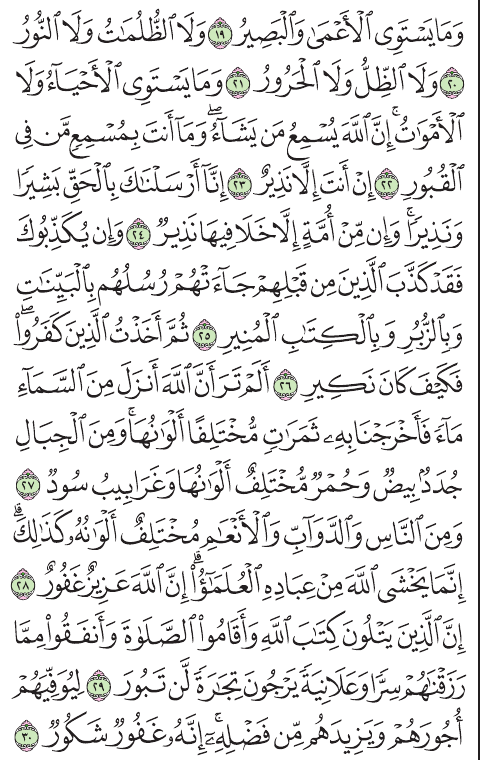 وَمَا يَسۡتَوِي ٱلۡأَعۡمَىٰ وَٱلۡبَصِيرُ ١٩ وَلَا ٱلظُّلُمَٰتُ وَلَا ٱلنُّورُ
٢٠ وَلَا ٱلظِّلُّ وَلَا ٱلۡحَرُورُ ٢١ وَمَا يَسۡتَوِي ٱلۡأَحۡيَآءُ وَلَا
ٱلۡأَمۡوَٰتُۚ إِنَّ ٱللَّهَ يُسۡمِعُ مَن يَشَآءُۖ وَمَآ أَنتَ بِمُسۡمِعٖ مَّن فِي
ٱلۡقُبُورِ ٢٢ إِنۡ أَنتَ إِلَّا نَذِيرٌ ٢٣ إِنَّآ أَرۡسَلۡنَٰكَ بِٱلۡحَقِّ بَشِيرٗا
وَنَذِيرٗاۚ وَإِن مِّنۡ أُمَّةٍ إِلَّا خَلَا فِيهَا نَذِيرٞ ٢٤ وَإِن يُكَذِّبُوكَ
فَقَدۡ كَذَّبَ ٱلَّذِينَ مِن قَبۡلِهِمۡ جَآءَتۡهُمۡ رُسُلُهُم بِٱلۡبَيِّنَٰتِ
وَبِٱلزُّبُرِ وَبِٱلۡكِتَٰبِ ٱلۡمُنِيرِ ٢٥ ثُمَّ أَخَذۡتُ ٱلَّذِينَ كَفَرُواْۖ
فَكَيۡفَ كَانَ نَكِيرِ ٢٦ أَلَمۡ تَرَ أَنَّ ٱللَّهَ أَنزَلَ مِنَ ٱلسَّمَآءِ
مَآءٗ فَأَخۡرَجۡنَا بِهِۦ ثَمَرَٰتٖ مُّخۡتَلِفًا أَلۡوَٰنُهَاۚ وَمِنَ ٱلۡجِبَالِ
جُدَدُۢ بِيضٞ وَحُمۡرٞ مُّخۡتَلِفٌ أَلۡوَٰنُهَا وَغَرَابِيبُ سُودٞ ٢٧
وَمِنَ ٱلنَّاسِ وَٱلدَّوَآبِّ وَٱلۡأَنۡعَٰمِ مُخۡتَلِفٌ أَلۡوَٰنُهُۥ كَذَٰلِكَۗ
إِنَّمَا يَخۡشَى ٱللَّهَ مِنۡ عِبَادِهِ ٱلۡعُلَمَٰٓؤُاْۗ إِنَّ ٱللَّهَ عَزِيزٌ غَفُورٌ ٢٨
إِنَّ ٱلَّذِينَ يَتۡلُونَ كِتَٰبَ ٱللَّهِ وَأَقَامُواْ ٱلصَّلَوٰةَ وَأَنفَقُواْ مِمَّا
رَزَقۡنَٰهُمۡ سِرّٗا وَعَلَانِيَةٗ يَرۡجُونَ تِجَٰرَةٗ لَّن تَبُورَ ٢٩ لِيُوَفِّيَهُمۡ
أُجُورَهُمۡ وَيَزِيدَهُم مِّن فَضۡلِهِۦٓۚ إِنَّهُۥ غَفُورٞ شَكُورٞ ٣٠